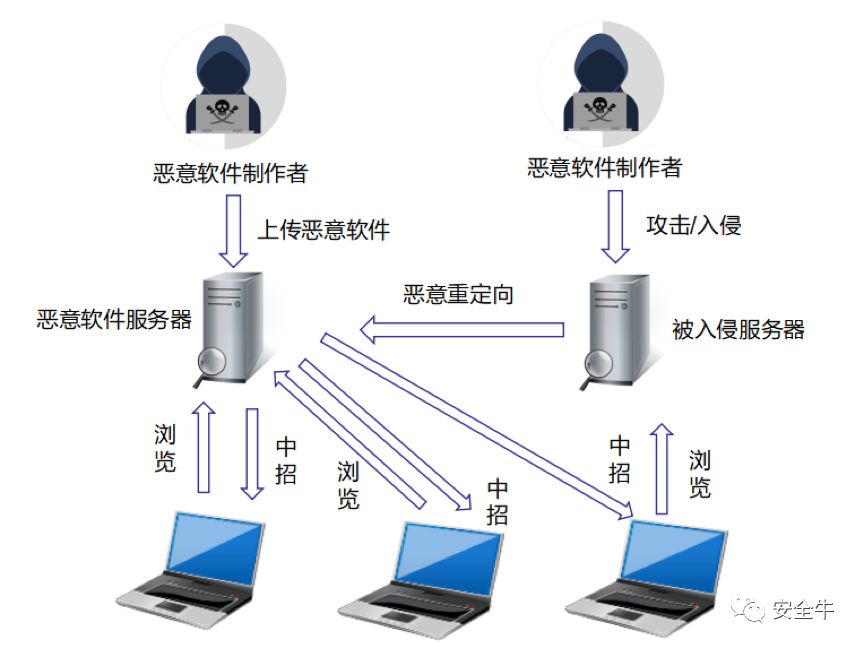 恶意软件制作者
恶意软件制作者
上传恶意软件
攻击/入侵
恶意重定向
恶意软件服务器
被入侵服务器
浏览
中招
浏览
中招
中招
浏览
安全牛